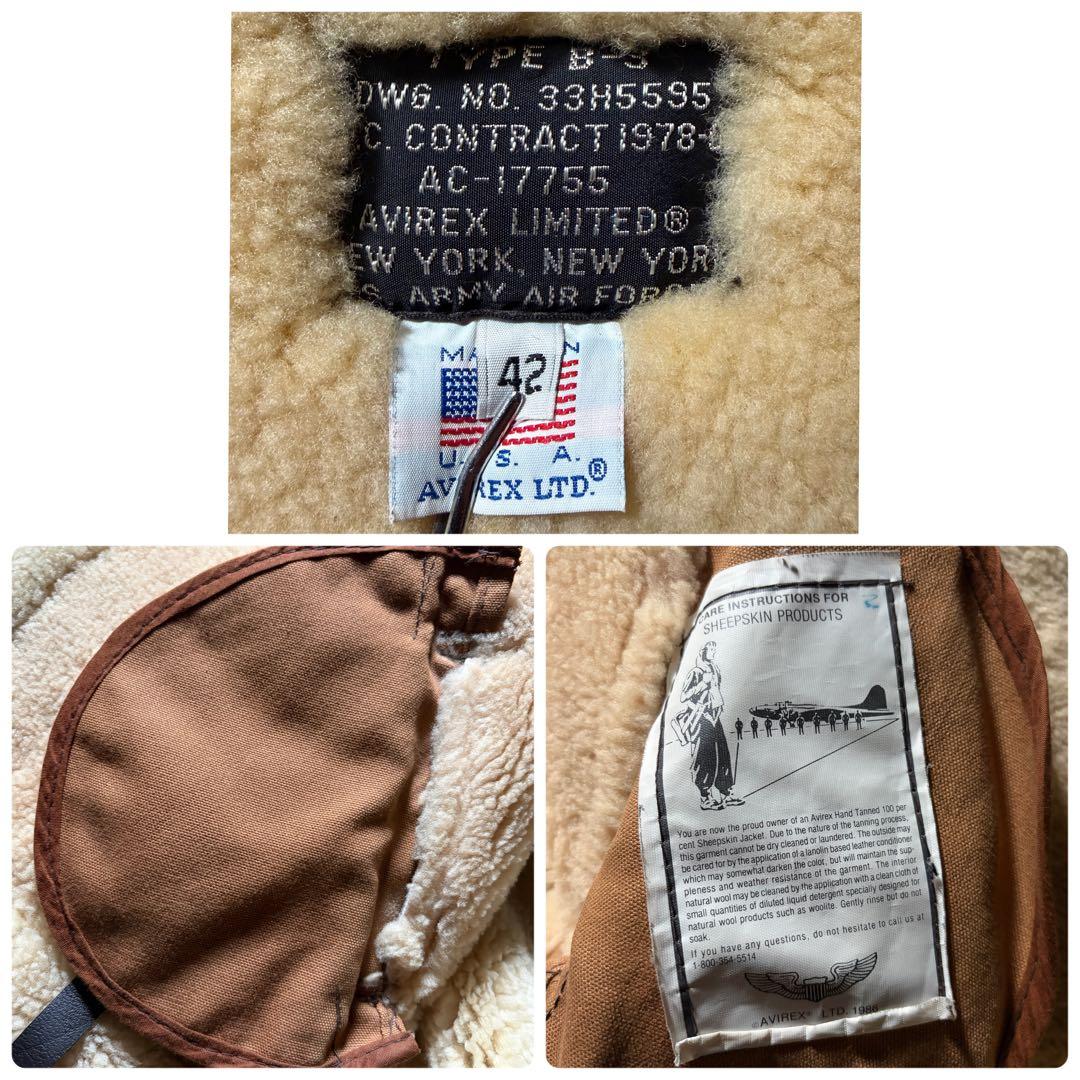 TYPE B-3
DWG. NO. 33H5595
C. CONTRACT 1978-
AC-17755
AVIREX LIMITED®
EW YORK, NEW YOR
S. ARMY AIR FORC
MA N
42
U. S. A.
AVIREX LTD.®
CARE INSTRUCTIONS FOR
SHEEPSKIN PRODUCTS
You are now the proud owner of an Avirex Hand Tanned 100 per
cent Sheepskin Jacket. Due to the nature of the tanning process,
this garment cannot be dry cleaned or laundered. The outside may
be cared for by the application of a lanolin based leather conditioner
which may somewhat darken the color, but will maintain the sup-
pleness and weather resistance of the garment. The interior
natural wool may be cleaned by the application with a clean cloth of
small quantities of diluted liquid detergent specially designed for
natural wool products such as woolite. Gently rinse but do not
soak.
If you have any questions, do not hesitate to call us at
1-800-354-5514
©AVIREX® LTD. 1986